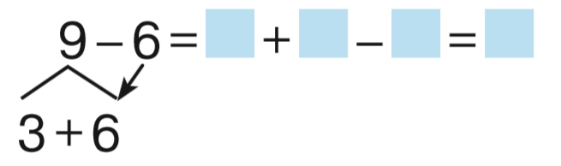 9 – 6 = + – =
3 + 6